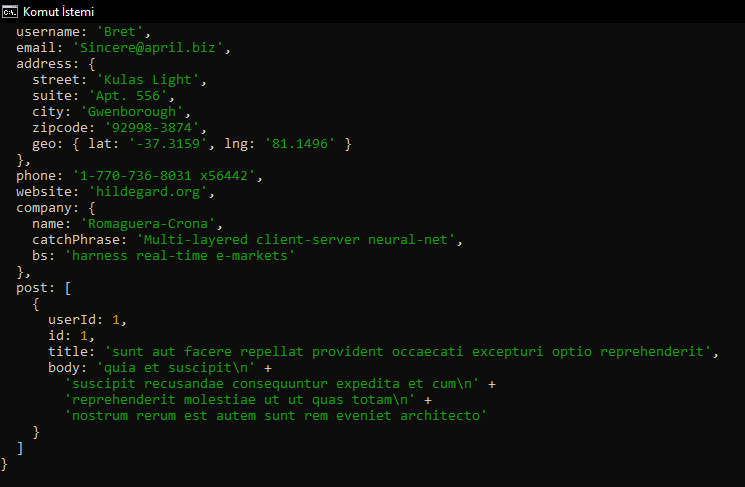 Komut İstemi
username: 'Bret',
email: 'Sincere@april.biz',
address: {
street: 'Kulas Light',
suite: 'Apt. 556',
city: 'Gwenborough',
zipcode: '92998-3874',
geo: { lat: '-37.3159', lng: '81.1496' }
},
phone: '1-770-736-8031 x56442',
website: 'hildegard.org',
company: {
name: 'Romaguera-Crona',
catchPhrase: 'Multi-layered client-server neural-net',
bs: 'harness real-time e-markets'
},
post: [
{
userId: 1,
id: 1,
title: 'sunt aut facere repellat provident occaecati excepturi optio reprehenderit',
body: 'quia et suscipit\n' +
'suscipit recusandae consequuntur expedita et cum\n' +
'reprehenderit molestiae ut ut quas totam\n' +
'nostrum rerum est autem sunt rem eveniet architecto'
}
]
}